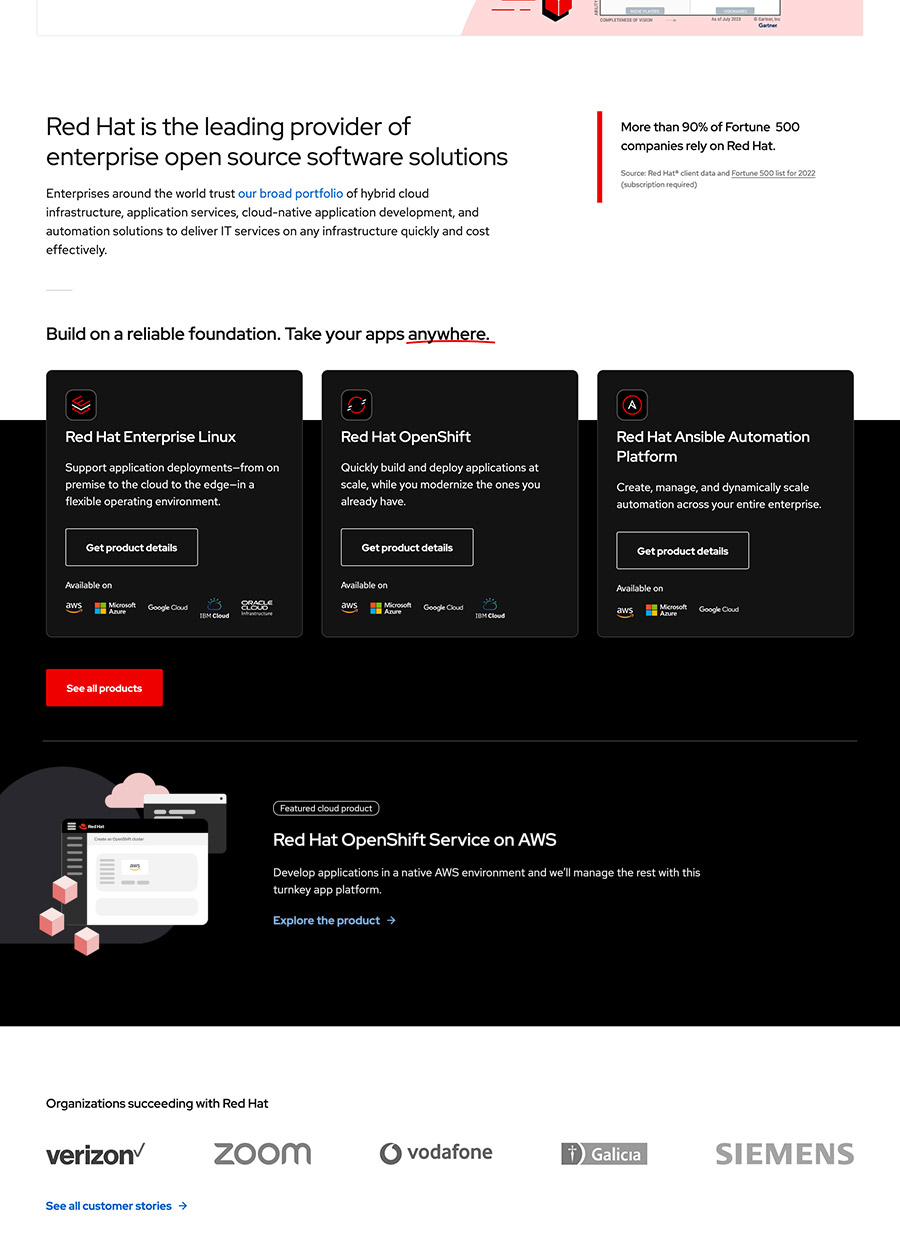 ABILITY
NICHE PLAYERS
VISIONARIES
COMPLETENESS OF VISION
As of July 2023
© Gartner, Inc
Gartner
Red Hat is the leading provider of
enterprise open source software solutions
Enterprises around the world trust our broad portfolio of hybrid cloud
infrastructure, application services, cloud-native application development, and
automation solutions to deliver IT services on any infrastructure quickly and cost
effectively.
More than 90% of Fortune 500
companies rely on Red Hat.
Source: Red Hat® client data and Fortune 500 list for 2022
(subscription required)
Build on a reliable foundation. Take your apps anywhere.
Red Hat Enterprise Linux
Support application deployments—from on
premise to the cloud to the edge—in a
flexible operating environment.
Get product details
Available on
aws
Microsoft
Azure
Google Cloud
IBM Cloud
ORACLE
CLOUD
Infrastructure
Red Hat OpenShift
Quickly build and deploy applications at
scale, while you modernize the ones you
already have.
Get product details
Available on
aws
Microsoft
Azure
Google Cloud
IBM Cloud
Red Hat Ansible Automation
Platform
Create, manage, and dynamically scale
automation across your entire enterprise.
Get product details
Available on
aws
Microsoft
Azure
Google Cloud
See all products
Red Hat
Create an OpenShift cluster
aws
Featured cloud product
Red Hat OpenShift Service on AWS
Develop applications in a native AWS environment and we'll manage the rest with this
turnkey app platform.
Explore the product →
Organizations succeeding with Red Hat
verizon✓
zoom
vodafone
Galicia
SIEMENS
See all customer stories →